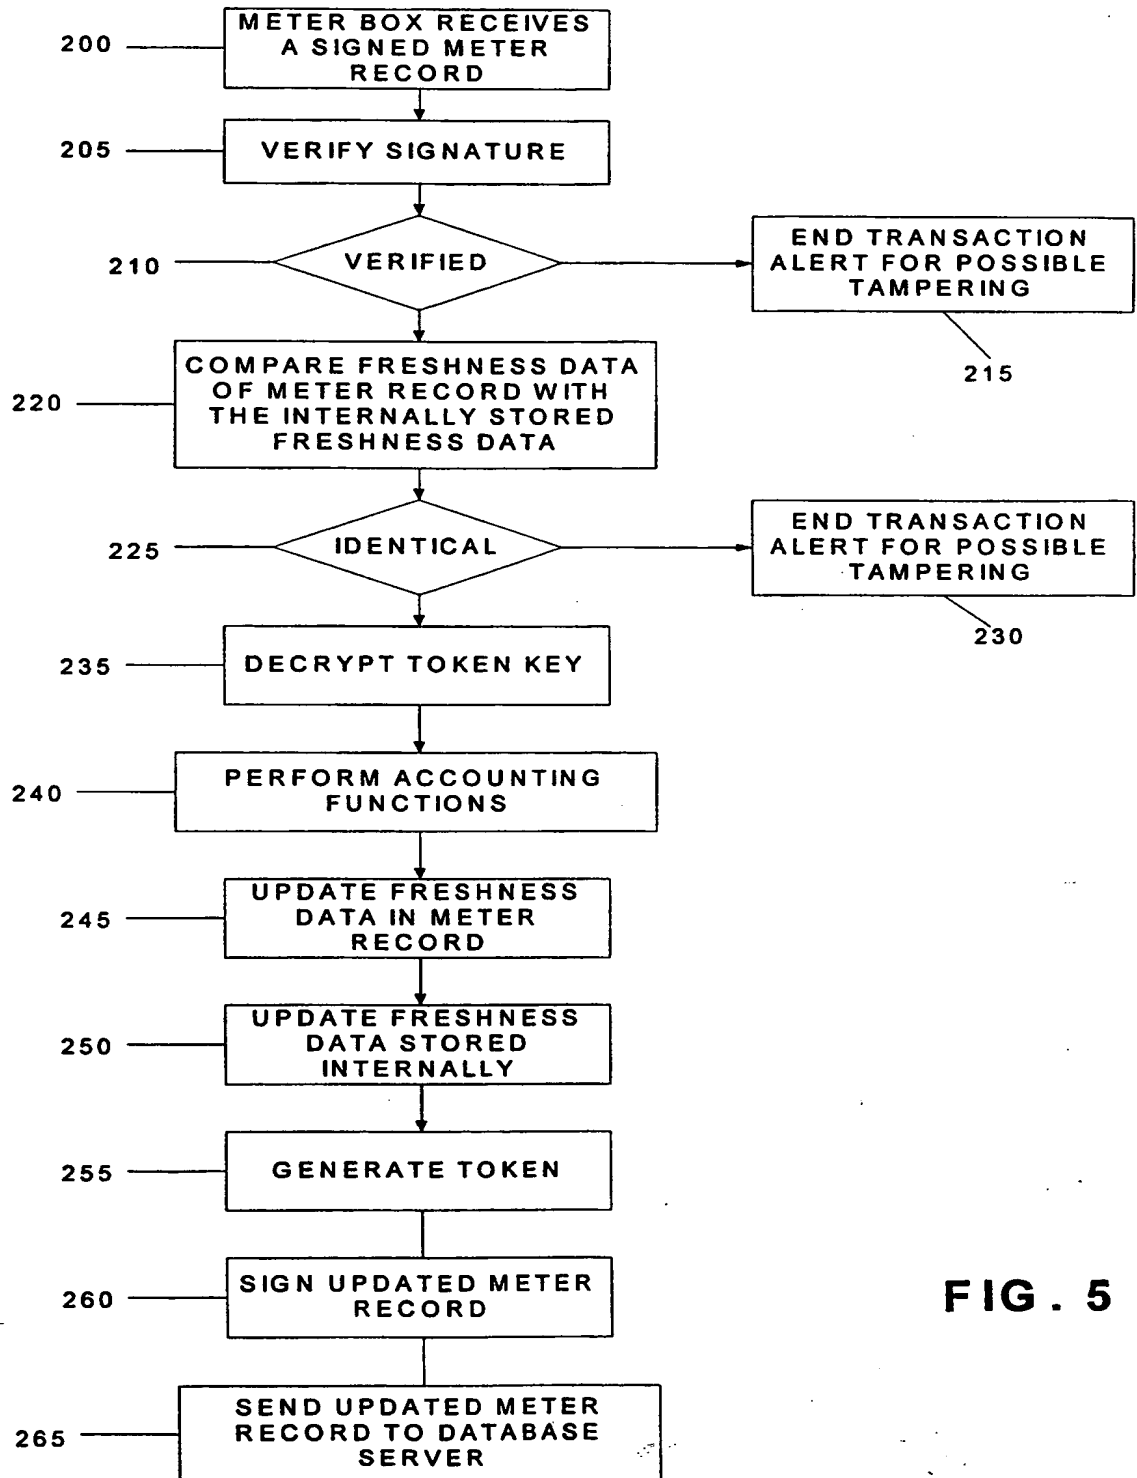 METER BOX RECEIVES
A SIGNED METER
RECORD
200
VERIFY SIGNATURE
205
VERIFIED
210
END TRANSACTION
ALERT FOR POSSIBLE
TAMPERING
215
COMPARE FRESHNESS DATA
OF METER RECORD WITH
THE INTERNALLY STORED
FRESHNESS DATA
220
IDENTICAL
225
END TRANSACTION
ALERT FOR POSSIBLE
TAMPERING
230
DECRYPT TOKEN KEY
235
PERFORM ACCOUNTING
FUNCTIONS
240
UPDATE FRESHNESS
DATA IN METER
RECORD
245
UPDATE FRESHNESS
DATA STORED
INTERNALLY
250
GENERATE TOKEN
255
SIGN UPDATED METER
RECORD
260
FIG. 5
SEND UPDATED METER
RECORD TO DATABASE
SERVER
265